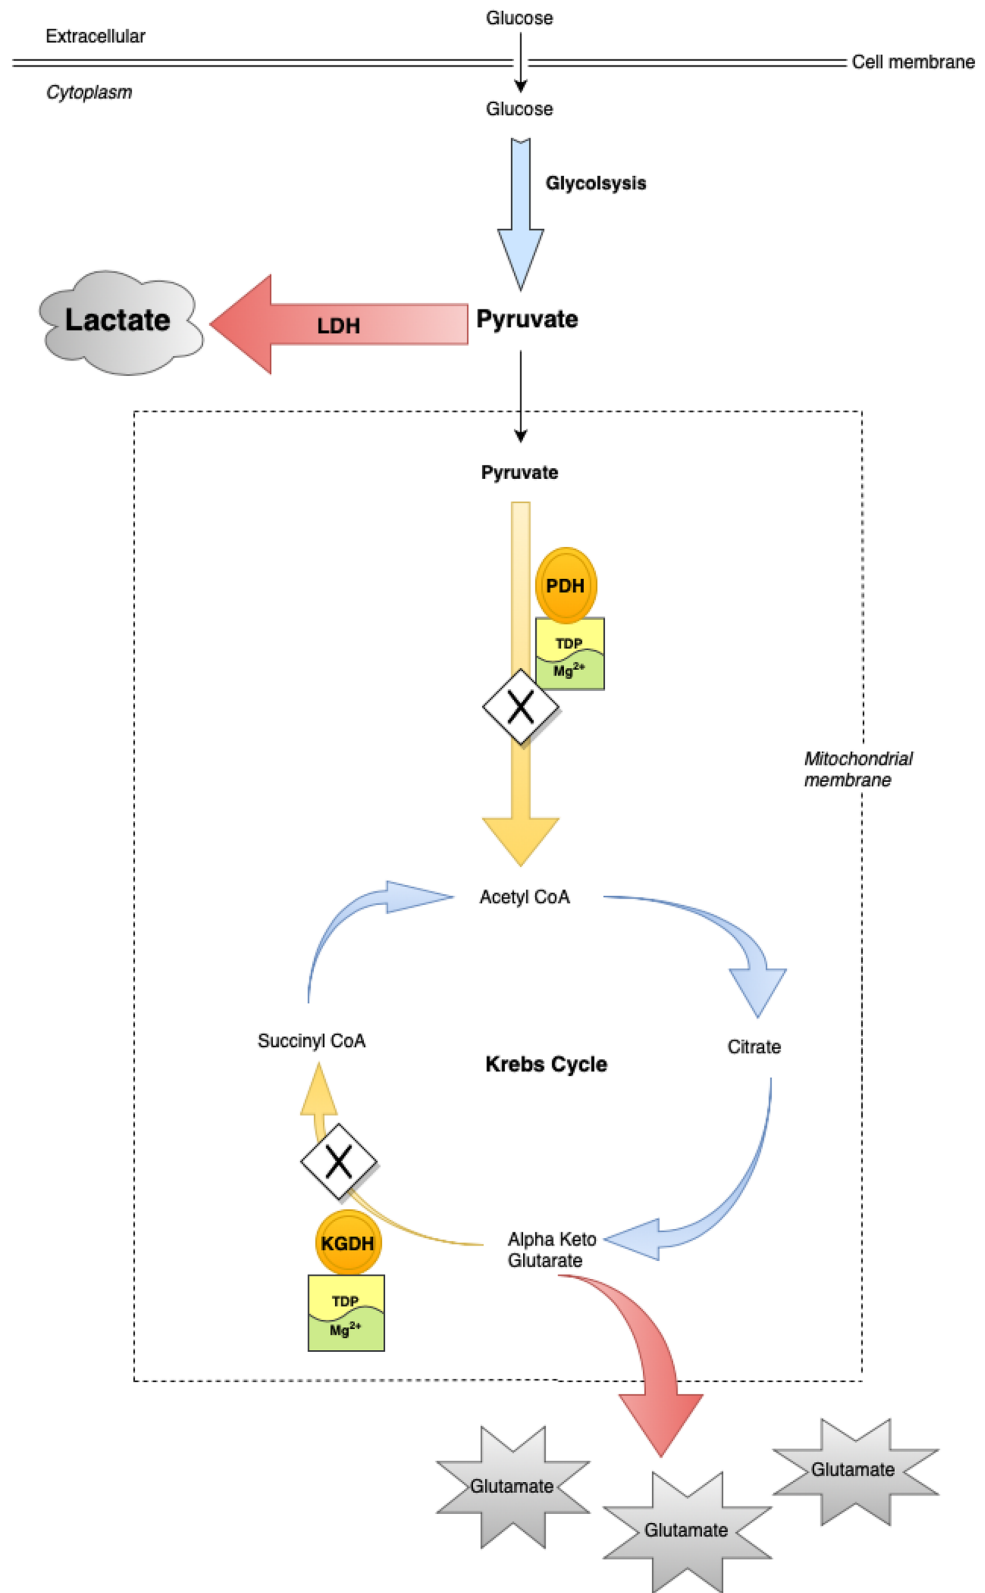 Glucose
Extracellular
Cell membrane
Cytoplasm
Glucose
Glycolsysis
Lactate
LDH
Pyruvate
Pyruvate
PDH
TDP
Mg²⁺
X
Mitochondrial
membrane
Acetyl CoA
Succinyl CoA
Citrate
Krebs Cycle
X
KGDH
Alpha Keto
Glutarate
TDP
Mg²⁺
Glutamate
Glutamate
Glutamate